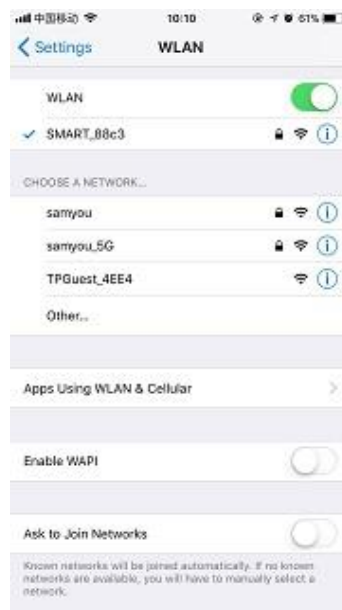 中国移动 10:10 61%
Settings WLAN
WLAN
SMART_88c3
CHOOSE A NETWORK...
samyou
samyou_5G
TPGuest_4EE4
Other...
Apps Using WLAN & Cellular
Enable WAPI
Ask to Join Networks
Known networks will be joined automatically. If no known
networks are available, you will have to manually select a
network.